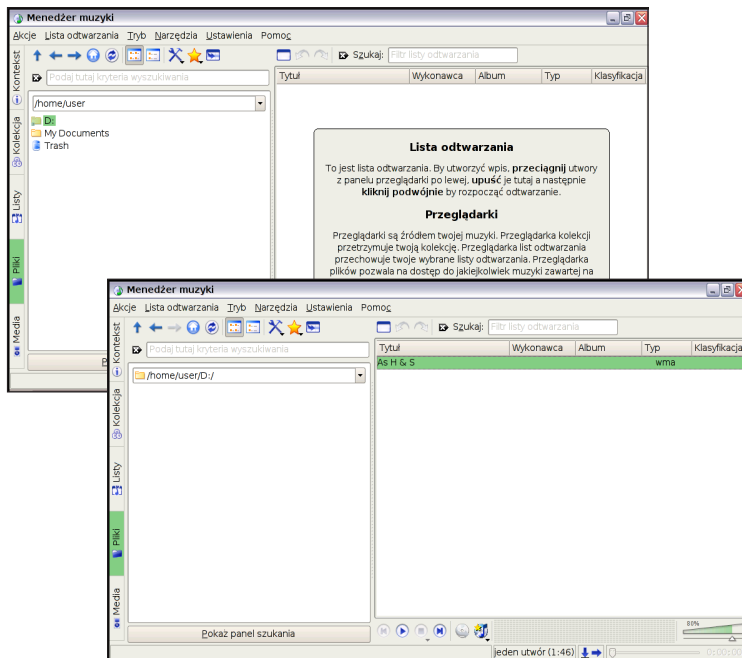 Menedżer muzyki
Akcje Lista odtwarzania Tryb Narzędzia Ustawienia Pomoc
Szukaj: Filtr listy odtwarzania
Podaj tutaj kryteria wyszukiwania
Tytuł Wykonawca Album Typ Klasyfikacja
/home/user
D:
My Documents
Trash
Kontekst
Kolekcja
Listy
Pliki
Media
Lista odtwarzania
To jest lista odtwarzania. By utworzyć wpis, przeciągnij utwory
z panelu przeglądarki po lewej, upuść je tutaj a następnie
kliknij podwójnie by rozpocząć odtwarzanie.
Przeglądarki
Przeglądarki są źródłem twojej muzyki. Przeglądarka kolekcji
przetrzymuje twoją kolekcję. Przeglądarka list odtwarzania
przechowuje twoje wybrane listy odtwarzania. Przeglądarka
plików pozwala na dostęp do jakiejkolwiek muzyki zawartej na
P
Menedżer muzyki
Akcje Lista odtwarzania Tryb Narzędzia Ustawienia Pomoc
Szukaj: Filtr listy odtwarzania
Podaj tutaj kryteria wyszukiwania
Tytuł Wykonawca Album Typ Klasyfikacja
As H & S wma
/home/user/D:/
Kontekst
Kolekcja
Listy
Pliki
Media
Pokaż panel szukania
80%
jeden utwór (1:46) 0:00:00